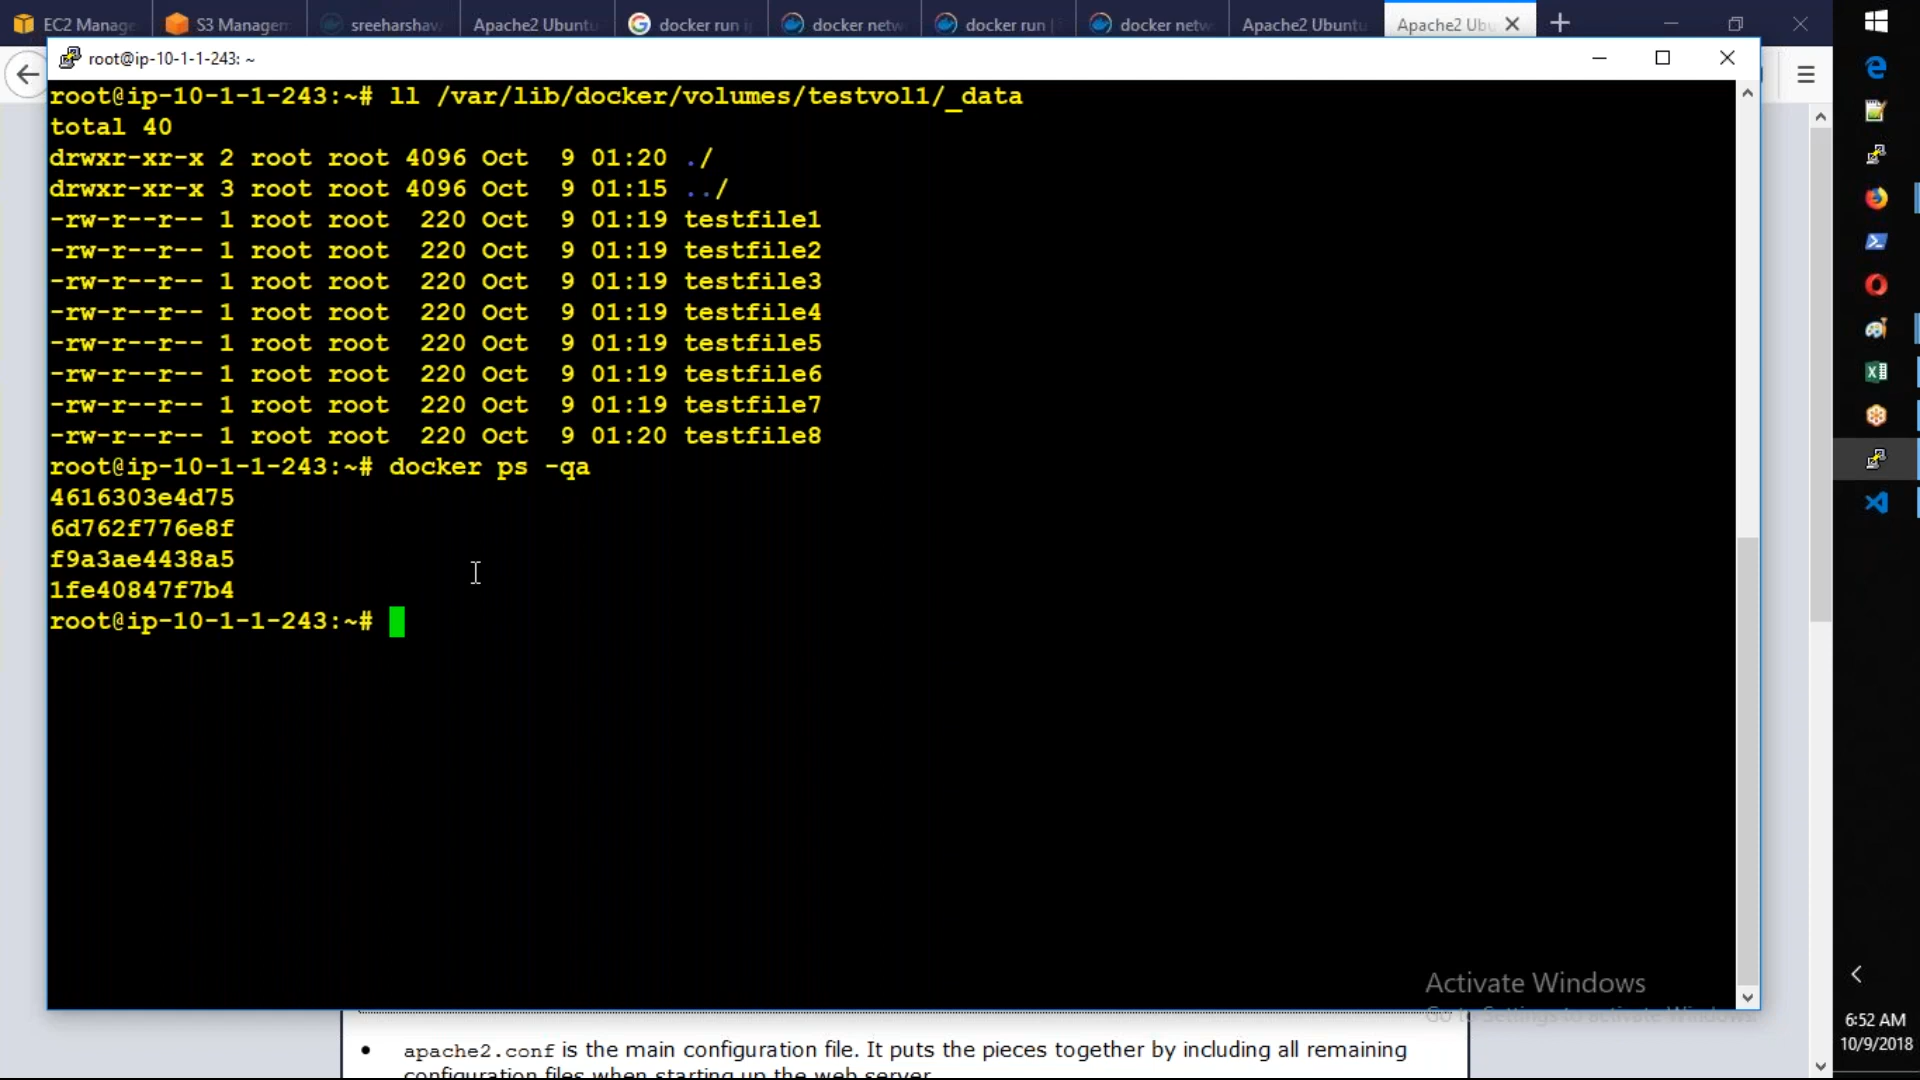 EC2 Manage
S3 Managem
sreeharshav
Apache2 Ubuntu
docker run i
docker netw
docker run |
docker netw
Apache2 Ubuntu
Apache2 Ubu
root@ip-10-1-1-243: ~
root@ip-10-1-1-243:~# ll /var/lib/docker/volumes/testvol1/_data
total 40
drwxr-xr-x 2 root root 4096 Oct  9 01:20 ./
drwxr-xr-x 3 root root 4096 Oct  9 01:15 ../
-rw-r--r-- 1 root root  220 Oct  9 01:19 testfile1
-rw-r--r-- 1 root root  220 Oct  9 01:19 testfile2
-rw-r--r-- 1 root root  220 Oct  9 01:19 testfile3
-rw-r--r-- 1 root root  220 Oct  9 01:19 testfile4
-rw-r--r-- 1 root root  220 Oct  9 01:19 testfile5
-rw-r--r-- 1 root root  220 Oct  9 01:19 testfile6
-rw-r--r-- 1 root root  220 Oct  9 01:19 testfile7
-rw-r--r-- 1 root root  220 Oct  9 01:20 testfile8
root@ip-10-1-1-243:~# docker ps -qa
4616303e4d75
6d762f776e8f
f9a3ae4438a5
1fe40847f7b4
root@ip-10-1-1-243:~#
Activate Windows
Go to Settings to activate Windows.
6:52 AM
10/9/2018
apache2.conf is the main configuration file. It puts the pieces together by including all remaining
configuration files when starting up the web server.